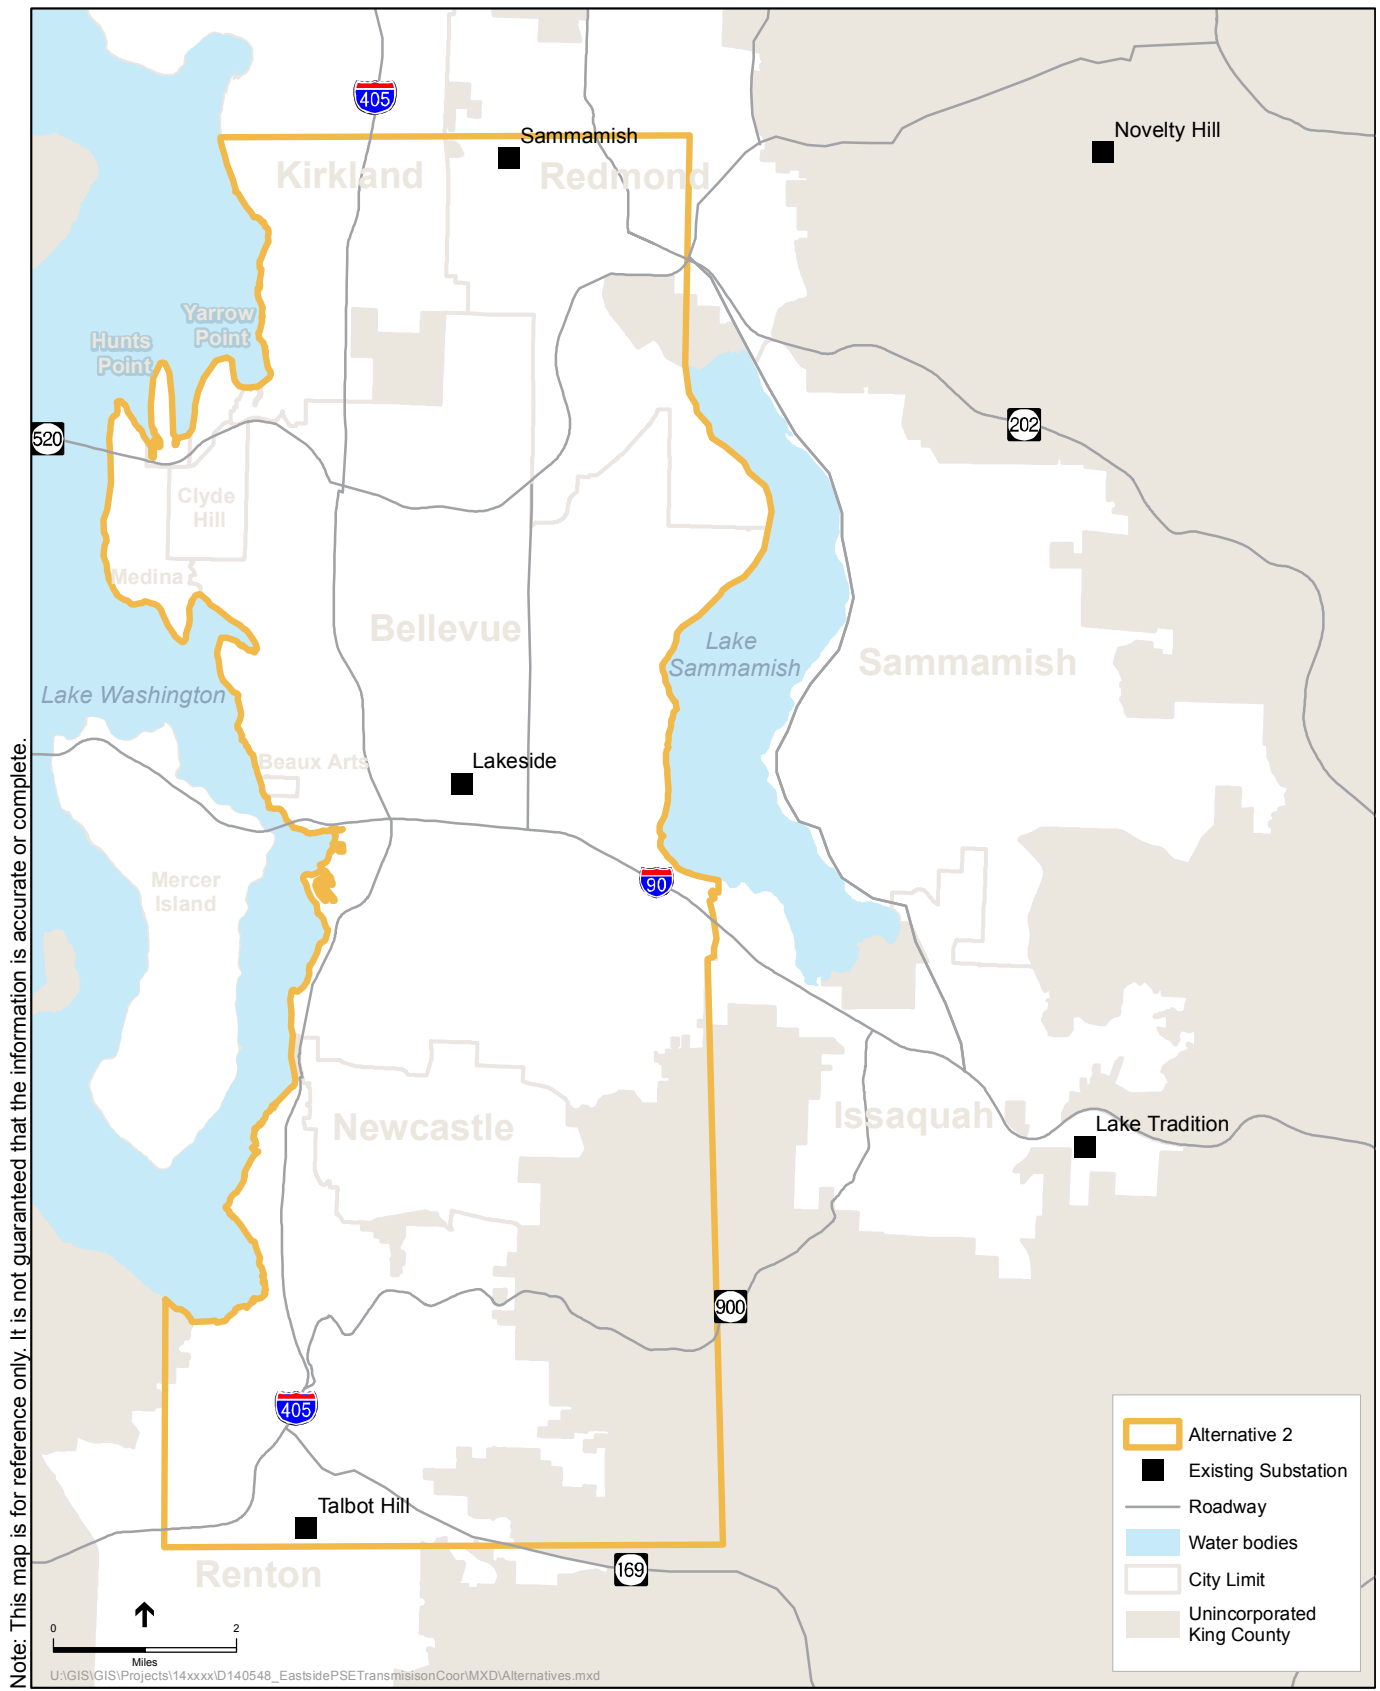 405
Sammamish
Novelty Hill
Kirkland
Redmond
Yarrow
Point
Hunts
Point
520
202
Clyde
Hill
Medina
Bellevue
Lake
Sammamish
Sammamish
Lake Washington
Beaux Arts
Lakeside
Mercer
Island
90
Newcastle
Issaquah
Lake Tradition
900
405
Talbot Hill
Renton
169
Alternative 2
Existing Substation
Roadway
Water bodies
City Limit
Unincorporated
King County
0
2
Miles
U:\GIS\GIS\Projects\14xxxx\D140548_EastsidePSETransmisisonCoor\MXD\Alternatives.mxd
Note: This map is for reference only. It is not guaranteed that the information is accurate or complete.